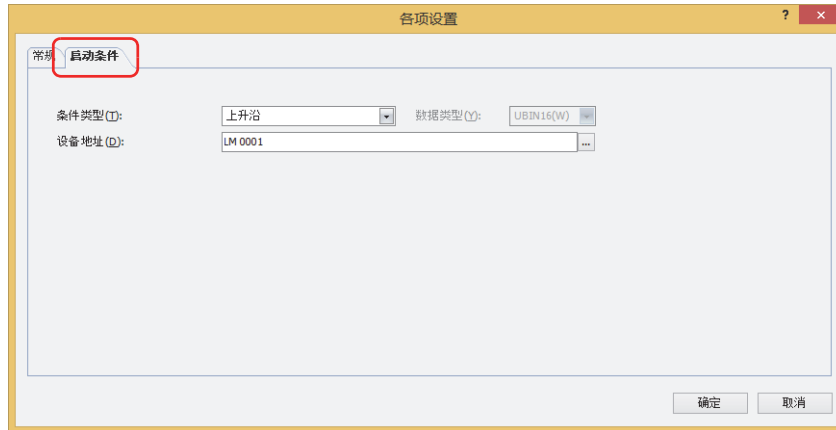 各项设置
? ×
常规 启动条件
条件类型(T): 上升沿 数据类型(Y): UBIN16(W)
设备地址(D): LM 0001 ...
确定 取消